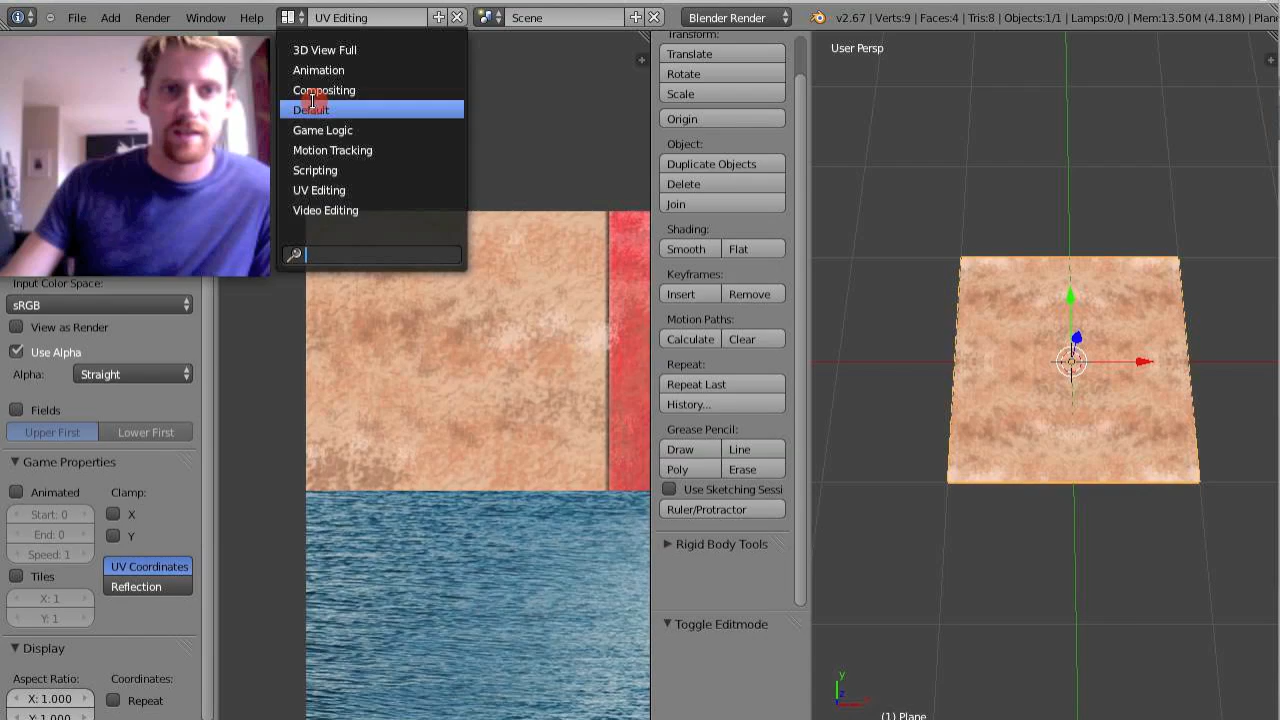 File Add Render Window Help UV Editing Scene Blender Render v2.67 | Verts:9 | Faces:4 | Tris:8 | Objects:1/1 | Lamps:0/0 | Mem:13.50M (4.18M) | Plan
3D View Full
Animation
Compositing
Default
Game Logic
Motion Tracking
Scripting
UV Editing
Video Editing
Input Color Space:
sRGB
View as Render
Use Alpha
Alpha: Straight
Fields
Upper First Lower First
Game Properties
Animated Clamp:
Start: 0 X
End: 0 Y
Speed: 1
Tiles UV Coordinates
X: 1 Reflection
Y: 1
Display
Aspect Ratio: Coordinates:
X: 1.000 Repeat
Y: 1.000
Transform:
Translate
Rotate
Scale
Origin
Object:
Duplicate Objects
Delete
Join
Shading:
Smooth Flat
Keyframes:
Insert Remove
Motion Paths:
Calculate Clear
Repeat:
Repeat Last
History...
Grease Pencil:
Draw Line
Poly Erase
Use Sketching Sessi
Ruler/Protractor
Rigid Body Tools
Toggle Editmode
User Persp
y
z
(1) Plane